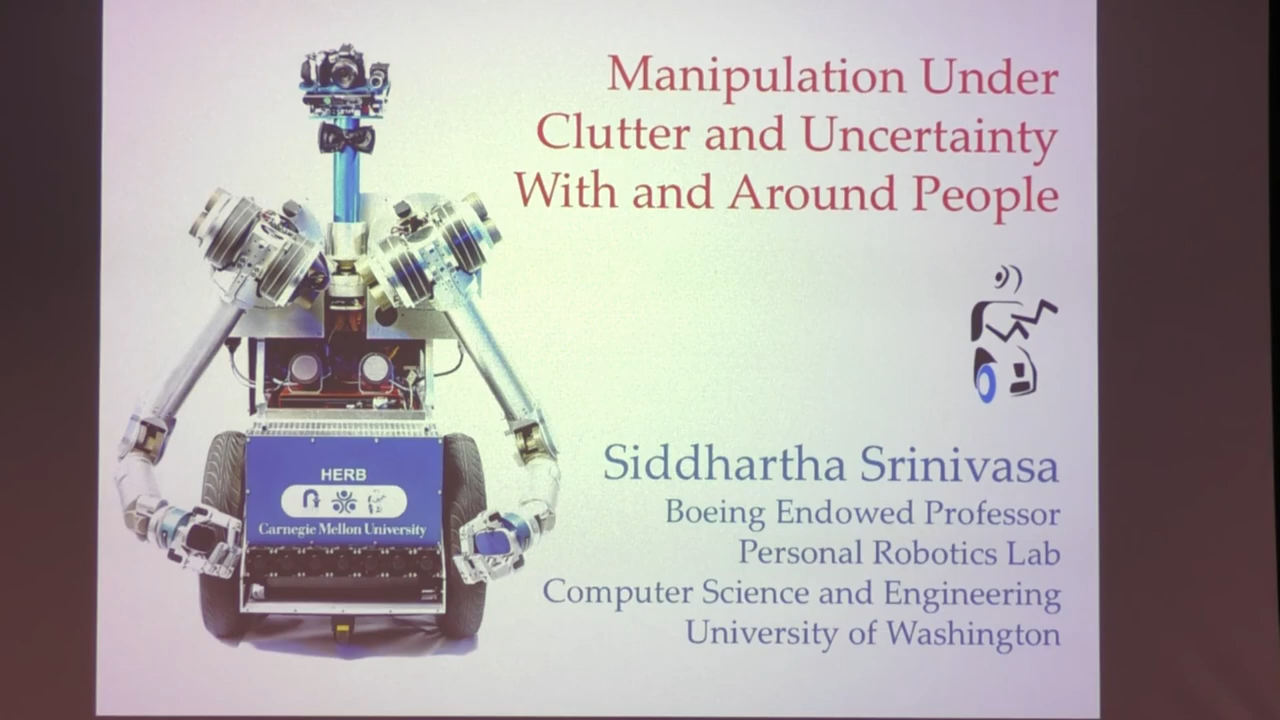 Manipulation Under
Clutter and Uncertainty
With and Around People
HERB
Carnegie Mellon University
Siddhartha Srinivasa
Boeing Endowed Professor
Personal Robotics Lab
Computer Science and Engineering
University of Washington